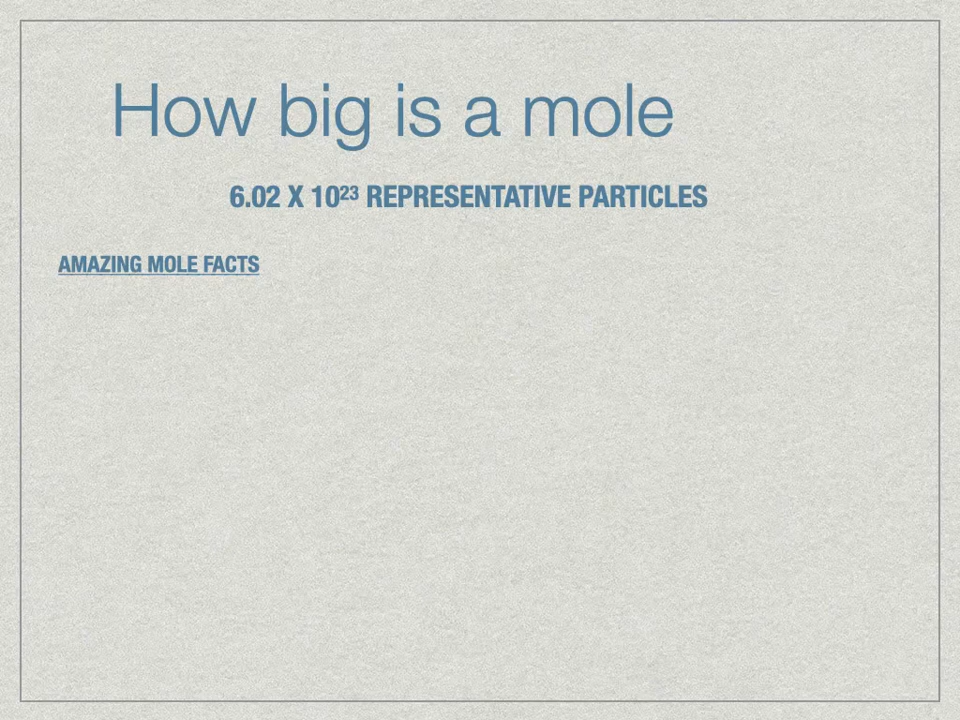 How big is a mole
6.02 X 10²³ REPRESENTATIVE PARTICLES
AMAZING MOLE FACTS